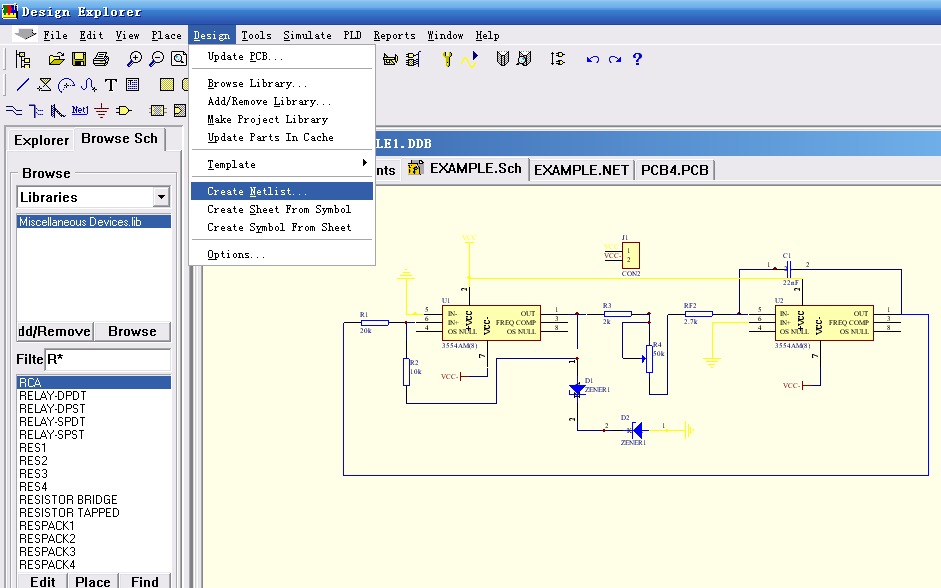 Design Explorer
File Edit View Place Design Tools Simulate PLD Reports Window Help
Update PCB...
Browse Library...
Add/Remove Library...
Make Project Library
Update Parts In Cache
Template
Create Netlist...
Create Sheet From Symbol
Create Symbol From Sheet
Options...
T
?
Net1
Explorer Browse Sch
Browse
Libraries
Miscellaneous Devices.lib
dd/Remove Browse
Filte R*
RCA
RELAY-DPDT
RELAY-DPST
RELAY-SPDT
RELAY-SPST
RES1
RES2
RES3
RES4
RESISTOR BRIDGE
RESISTOR TAPPED
RESPACK1
RESPACK2
RESPACK3
RESPACK4
Edit Place Find
LE1.DDB
nts EXAMPLE.Sch EXAMPLE.NET PCB4.PCB
VCC
J1
VCC-
1
2
CON2
C1
1 2
22nF
R1
20k
R2
10k
U1
5 IN- OUT 1
6 IN+ FREQ COMP 3
4 OS NULL OS NULL 8
2
VCC
VCC-
7
3554AM(8)
VCC-
R3
2k
R4
50k
RF2
2.7k
U2
5 IN- OUT 1
6 IN+ FREQ COMP 3
4 OS NULL OS NULL 8
2
VCC
VCC-
7
3554AM(8)
VCC-
1
D1
ZENER1
2
D2
2 1
ZENER1